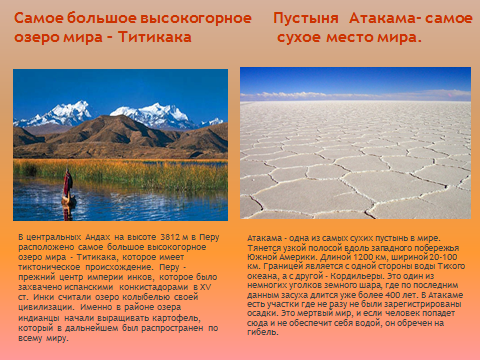 Самое большое высокогорное
озеро мира – Титикака
Пустыня Атакама- самое
сухое место мира.
В центральных Андах на высоте 3812 м в Перу
расположено самое большое высокогорное
озеро мира - Титикака, которое имеет
тиктоническое происхождение. Перу -
прежний центр империи инков, которое было
захвачено испанскими конкистадорами в XV
ст. Инки считали озеро колыбелью своей
цивилизации. Именно в районе озера
индианцы начали выращивать картофель,
который в дальнейшем был распространен по
всему миру.
Атакама - одна из самых сухих пустынь в мире.
Тянется узкой полосой вдоль западного побережья
Южной Америки. Длиной 1200 км, шириной 20-100
км. Границей является с одной стороны воды Тихого
океана, а с другой - Кордильеры. Это один из
немногих уголков земного шара, где по последним
данным засуха длится уже более 400 лет. В Атакаме
есть участки где не разу не были зарегистрированы
осадки. Это мертвый мир, и если человек попадет
сюда и не обеспечит себя водой, он обречен на
гибель.